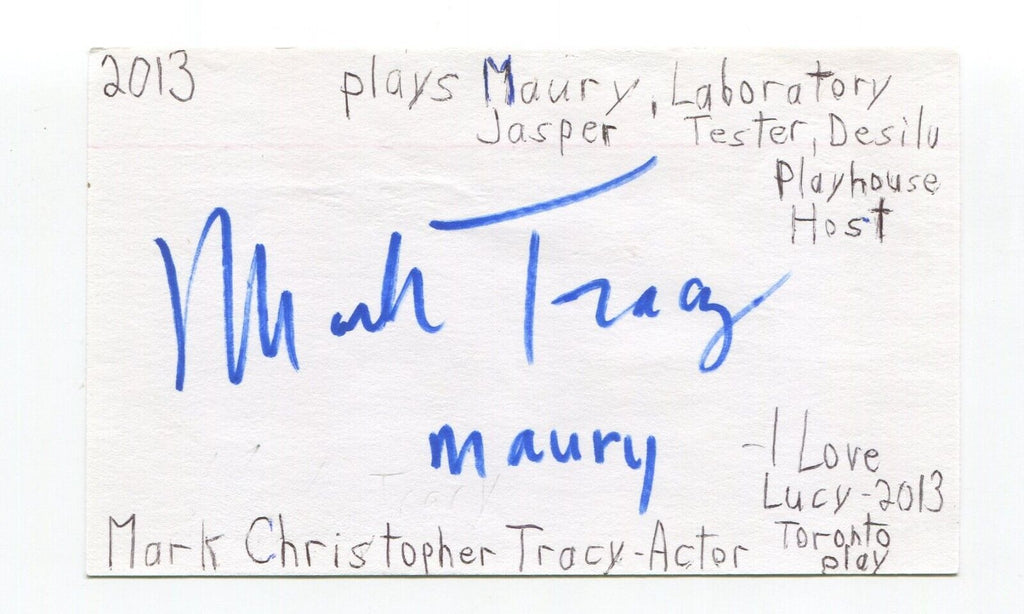 2013 plays Maury, Laboratory
Jasper Tester, Desilu
Playhouse
Host
Mark Tracy
maury
-I Love
Lucy-2013
Toronto
play
Tracy
Mark Christopher Tracy-Actor